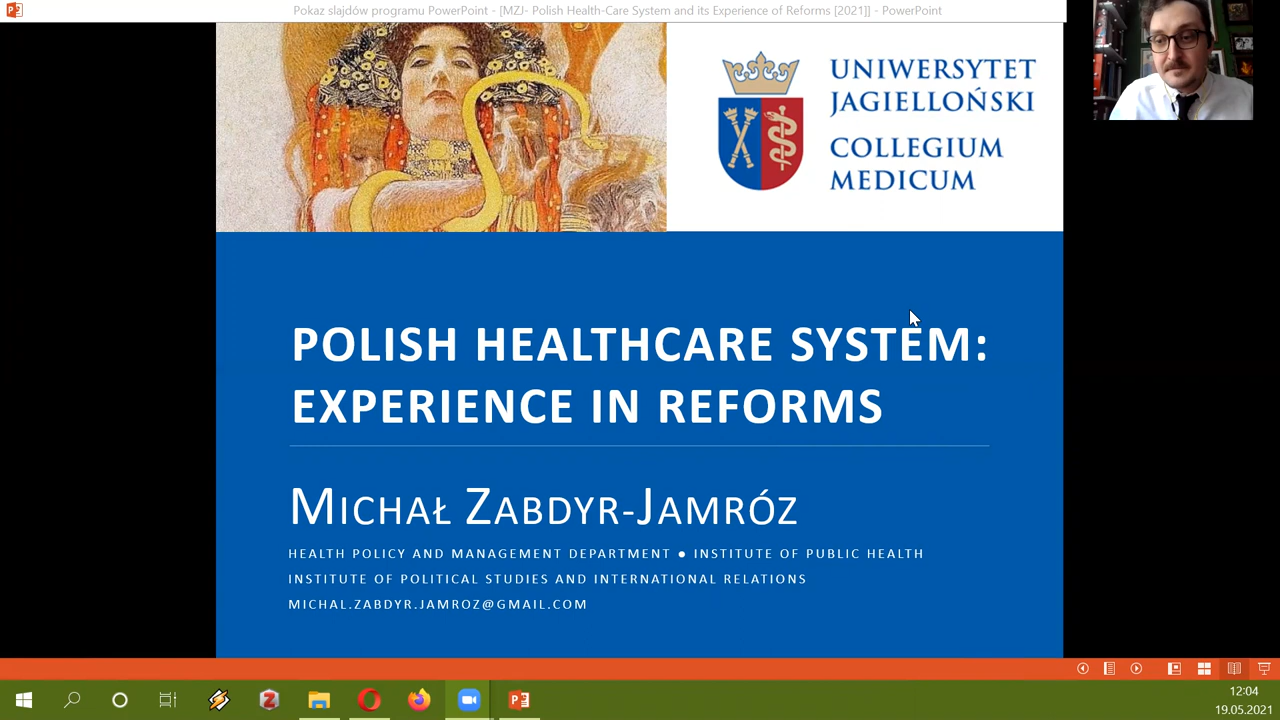 Pokaz slajdów programu PowerPoint - [MZJ- Polish Health-Care System and its Experience of Reforms [2021]] - PowerPoint
UNIWERSYTET
JAGIELLOŃSKI
COLLEGIUM
MEDICUM
POLISH HEALTHCARE SYSTEM:
EXPERIENCE IN REFORMS
MICHAŁ ZABDYR-JAMRÓZ
HEALTH POLICY AND MANAGEMENT DEPARTMENT ● INSTITUTE OF PUBLIC HEALTH
INSTITUTE OF POLITICAL STUDIES AND INTERNATIONAL RELATIONS
MICHAL.ZABDYR.JAMROZ@GMAIL.COM
12:04
19.05.2021